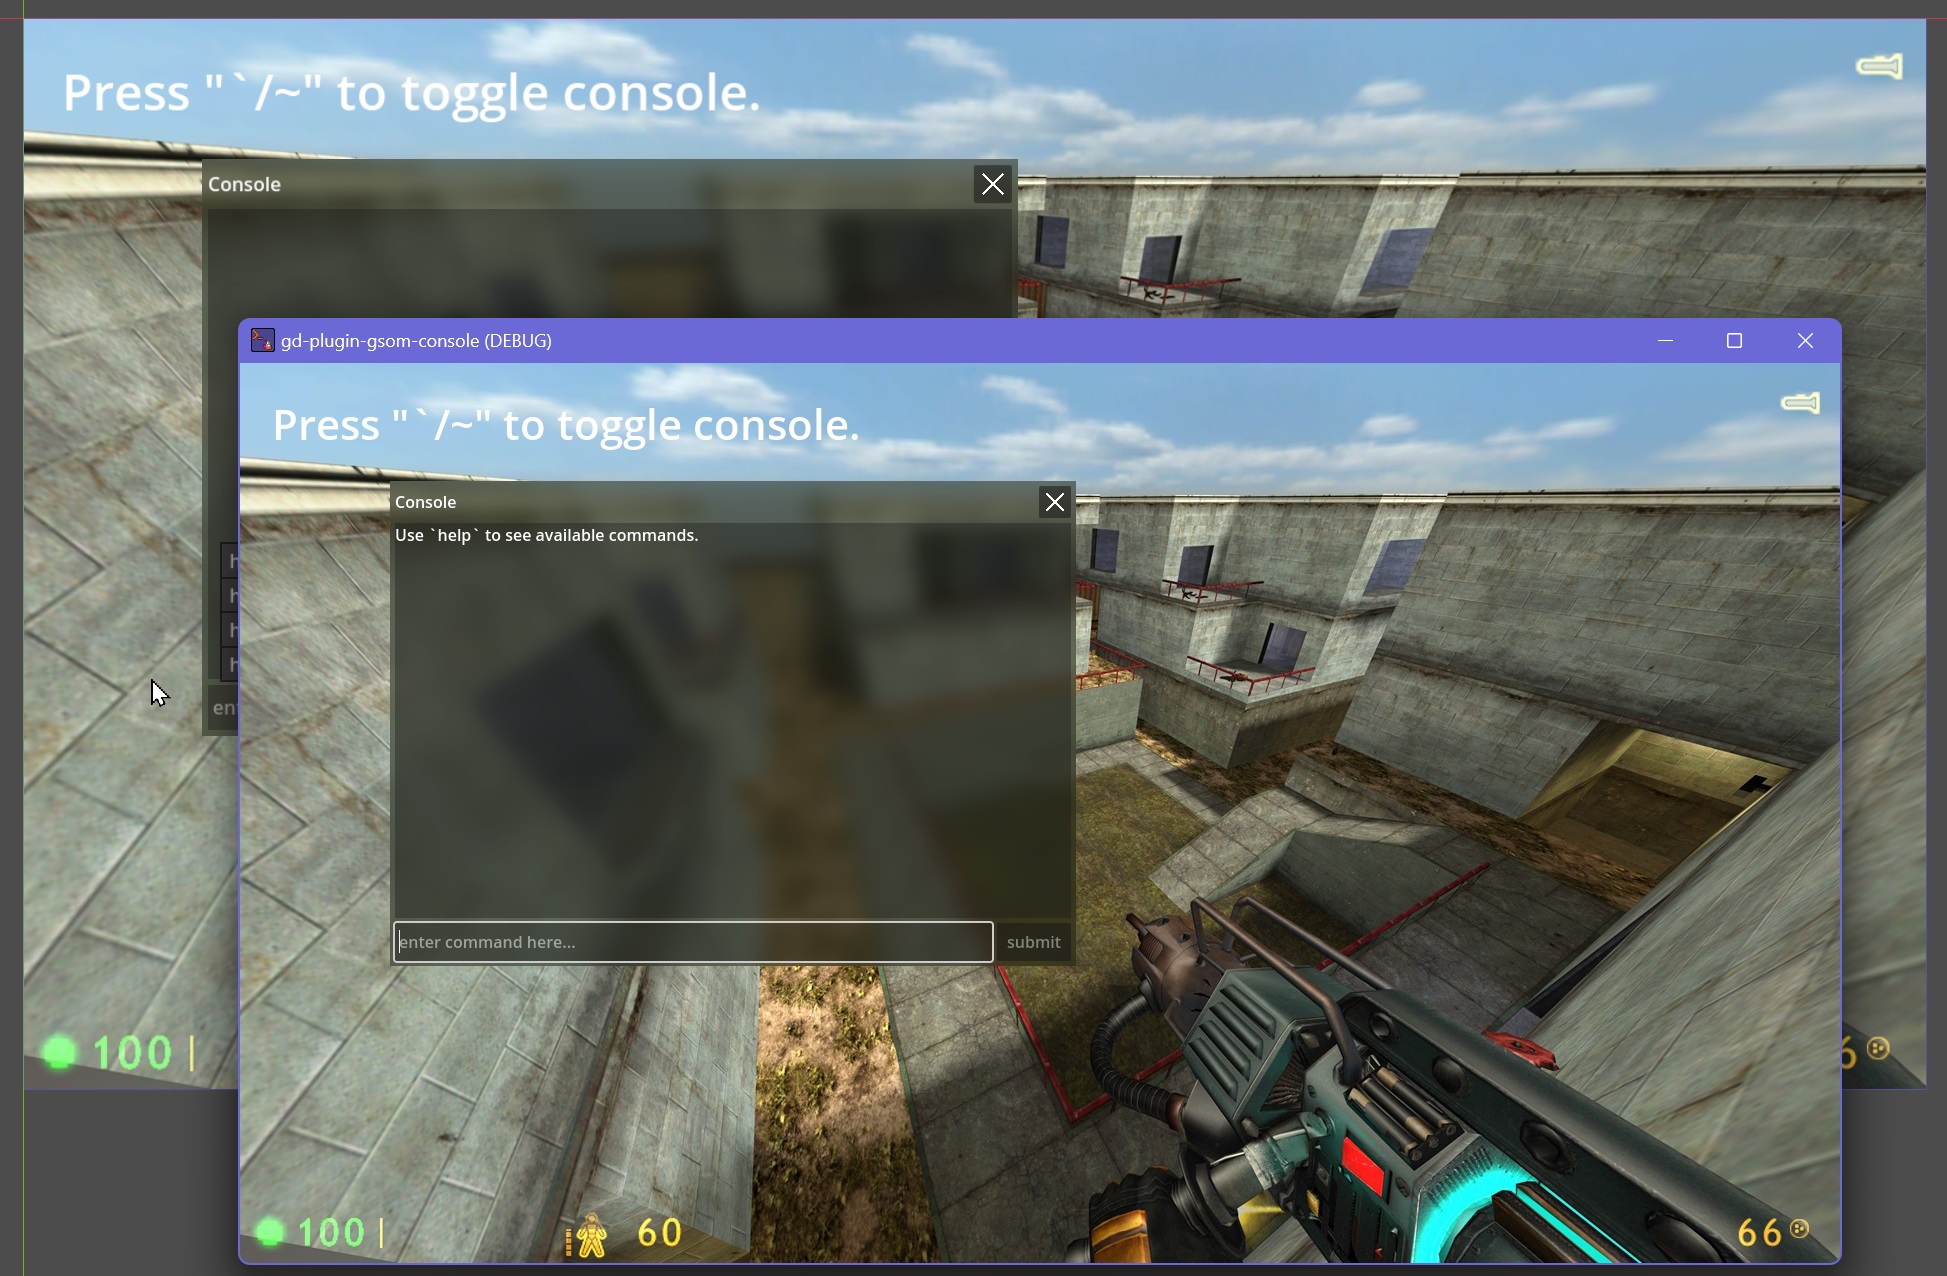 Press "`/~" to toggle console.
Console
gd-plugin-gsom-console (DEBUG)
Press "`/~" to toggle console.
Console
Use `help` to see available commands.
enter command here...
submit
100
100
60
66